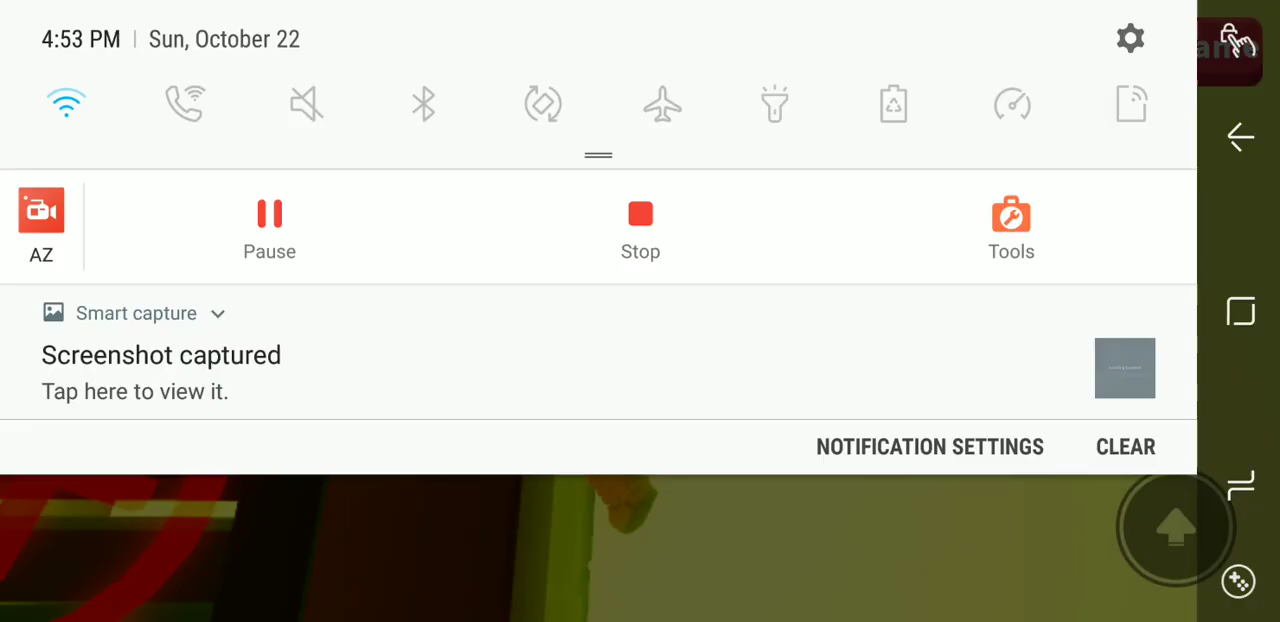 4:53 PM | Sun, October 22
AZ
Pause
Stop
Tools
Smart capture
Screenshot captured
Tap here to view it.
NOTIFICATION SETTINGS
CLEAR